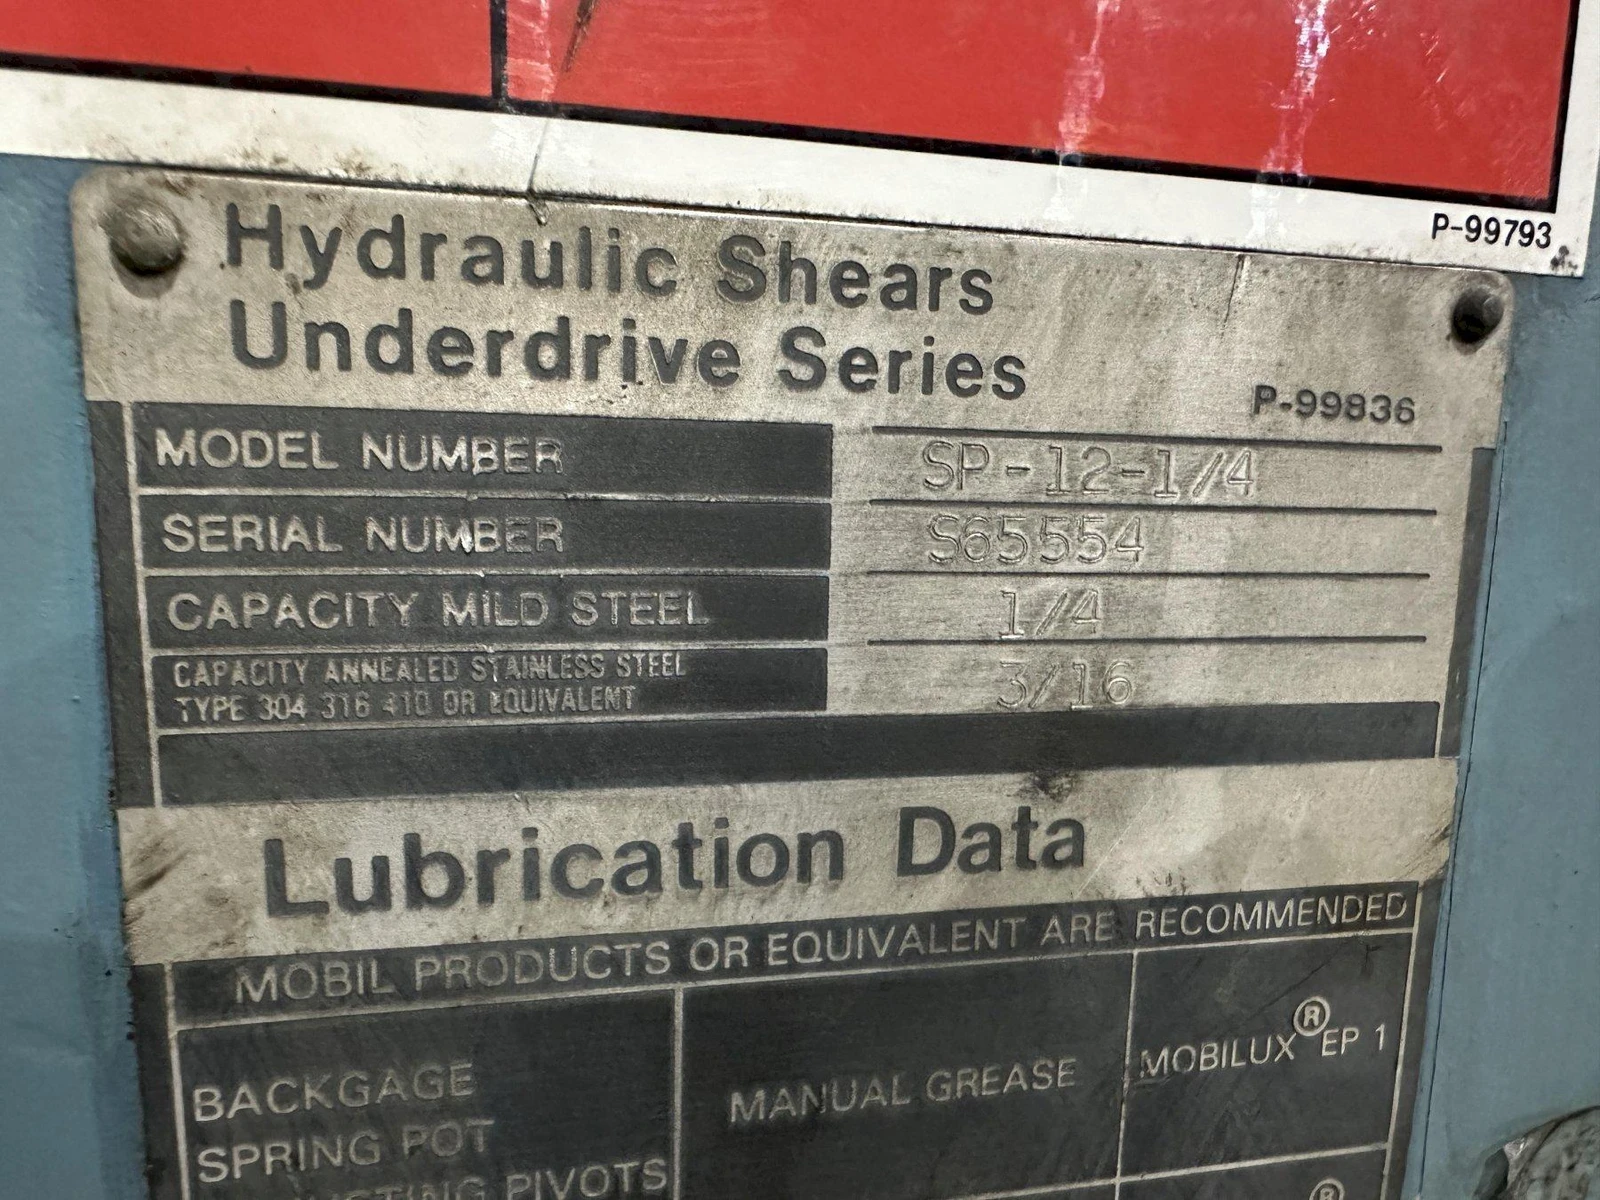 P-99793
Hydraulic Shears
Underdrive Series
P-99836
MODEL NUMBER SP-12-1/4
SERIAL NUMBER S65554
CAPACITY MILD STEEL 1/4
CAPACITY ANNEALED STAINLESS STEEL
TYPE 304 316 410 OR EQUIVALENT 3/16
Lubrication Data
MOBIL PRODUCTS OR EQUIVALENT ARE RECOMMENDED
BACKGAGE MANUAL GREASE MOBILUX® EP 1
SPRING POT
PIVOTS ®